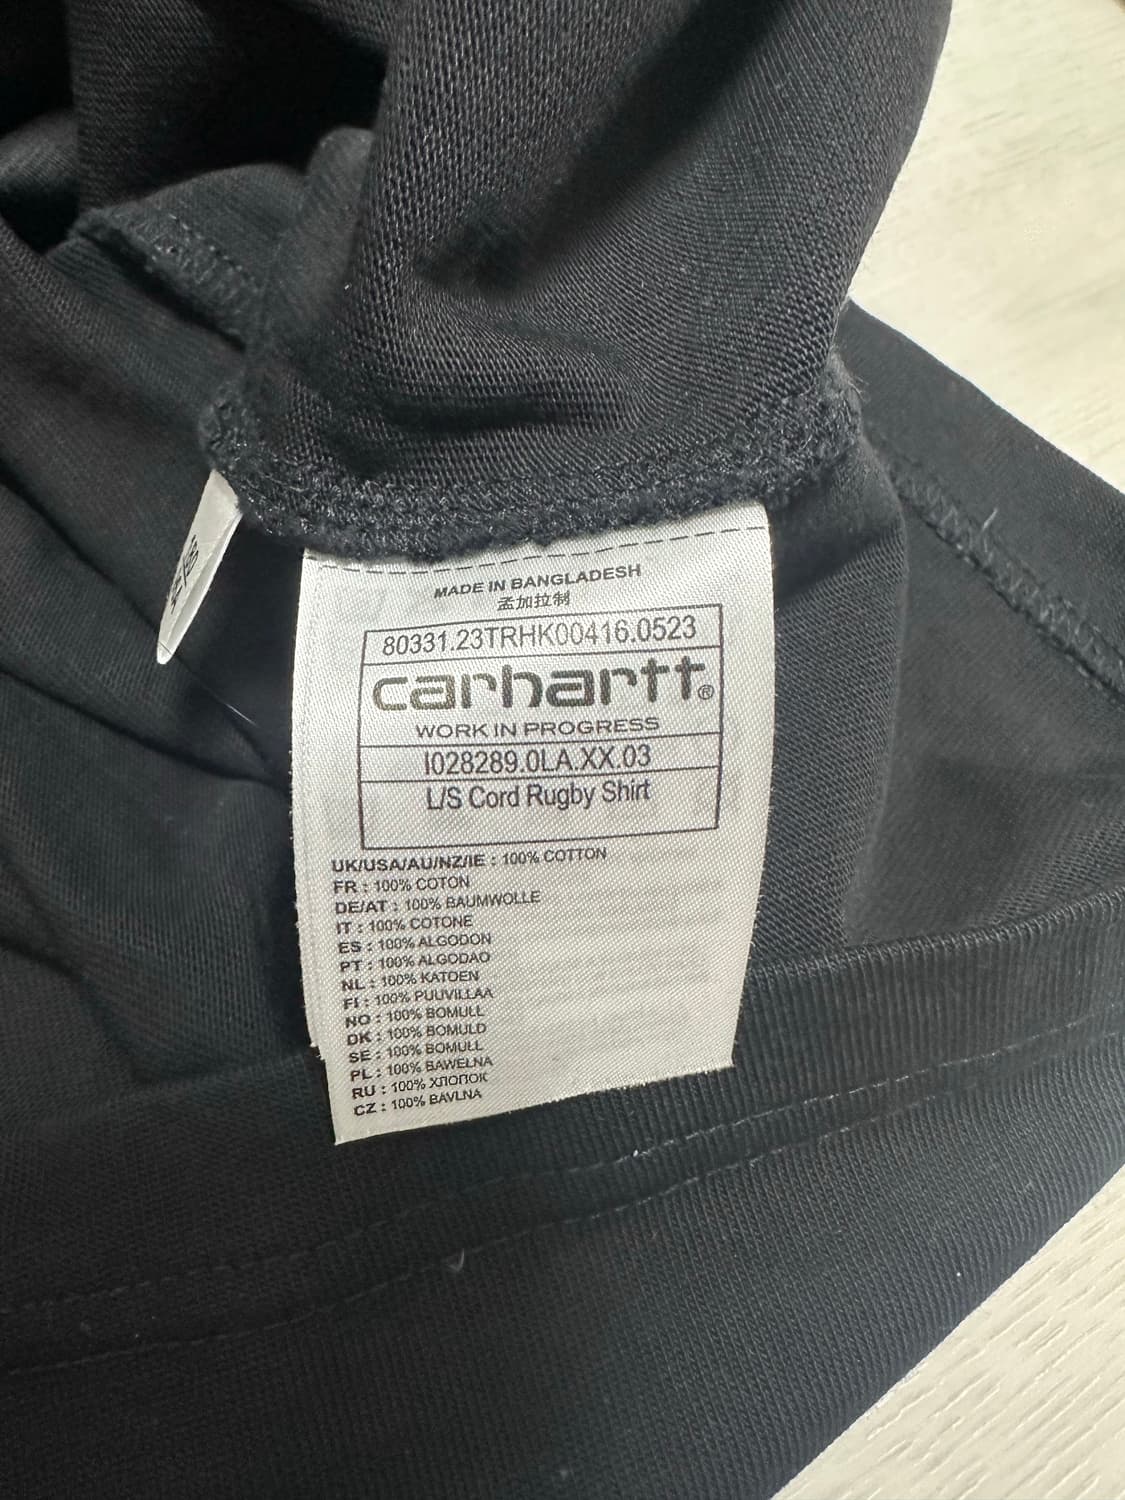 MADE IN BANGLADESH
孟加拉制
80331.23TRHK00416.0523
carhartt®
WORK IN PROGRESS
I028289.0LA.XX.03
L/S Cord Rugby Shirt
UK/USA/AU/NZ/IE : 100% COTTON
FR : 100% COTON
DE/AT : 100% BAUMWOLLE
IT : 100% COTONE
ES : 100% ALGODON
PT : 100% ALGODAO
NL : 100% KATOEN
FI : 100% PUUVILLAA
NO : 100% BOMULL
DK : 100% BOMULD
SE : 100% BOMULL
PL : 100% BAWEŁNA
RU : 100% ХЛОПОК
CZ : 100% BAVLNA